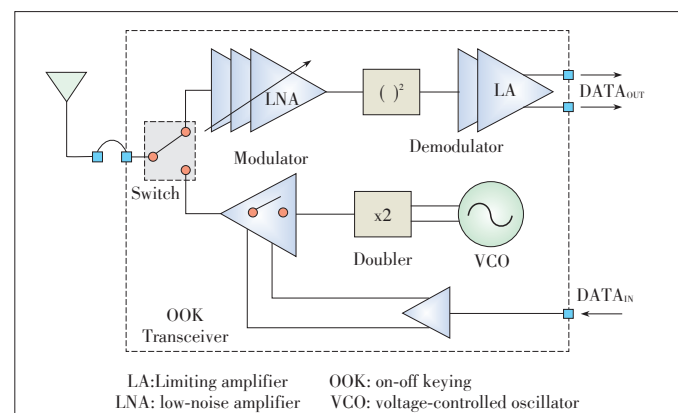 LNA
( )²
LA
DATAOUT
Modulator
Demodulator
Switch
x2
Doubler
VCO
DATAIN
OOK
Transceiver
LA:Limiting amplifier OOK: on-off keying
LNA: low-noise amplifier VCO: voltage-controlled oscillator